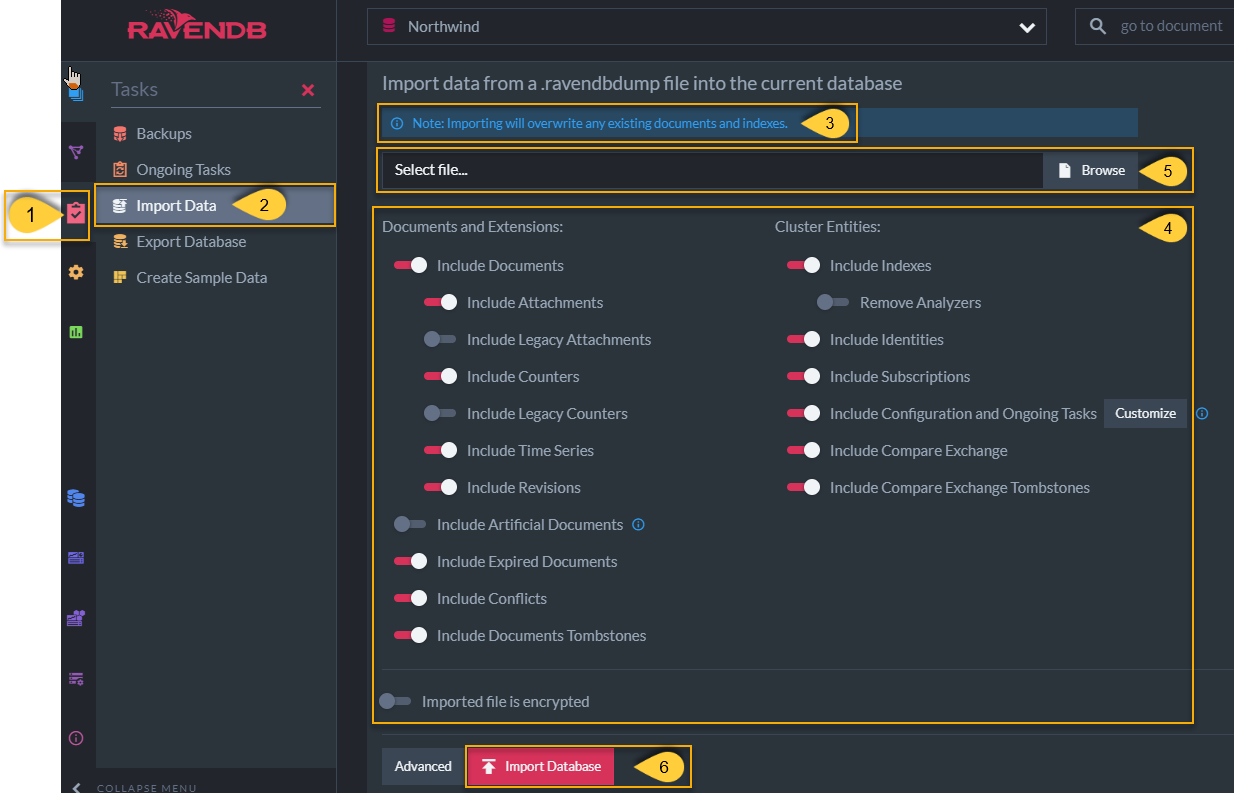 RAVENDB
Northwind
go to document
Tasks
Backups
Ongoing Tasks
Import Data
Export Database
Create Sample Data
COLLAPSE MENU
1
2
Import data from a .ravendbdump file into the current database
Note: Importing will overwrite any existing documents and indexes.
3
Select file...
Browse
5
4
Documents and Extensions:
Include Documents
Include Attachments
Include Legacy Attachments
Include Counters
Include Legacy Counters
Include Time Series
Include Revisions
Include Artificial Documents
Include Expired Documents
Include Conflicts
Include Documents Tombstones
Cluster Entities:
Include Indexes
Remove Analyzers
Include Identities
Include Subscriptions
Include Configuration and Ongoing Tasks
Customize
Include Compare Exchange
Include Compare Exchange Tombstones
Imported file is encrypted
Advanced
Import Database
6